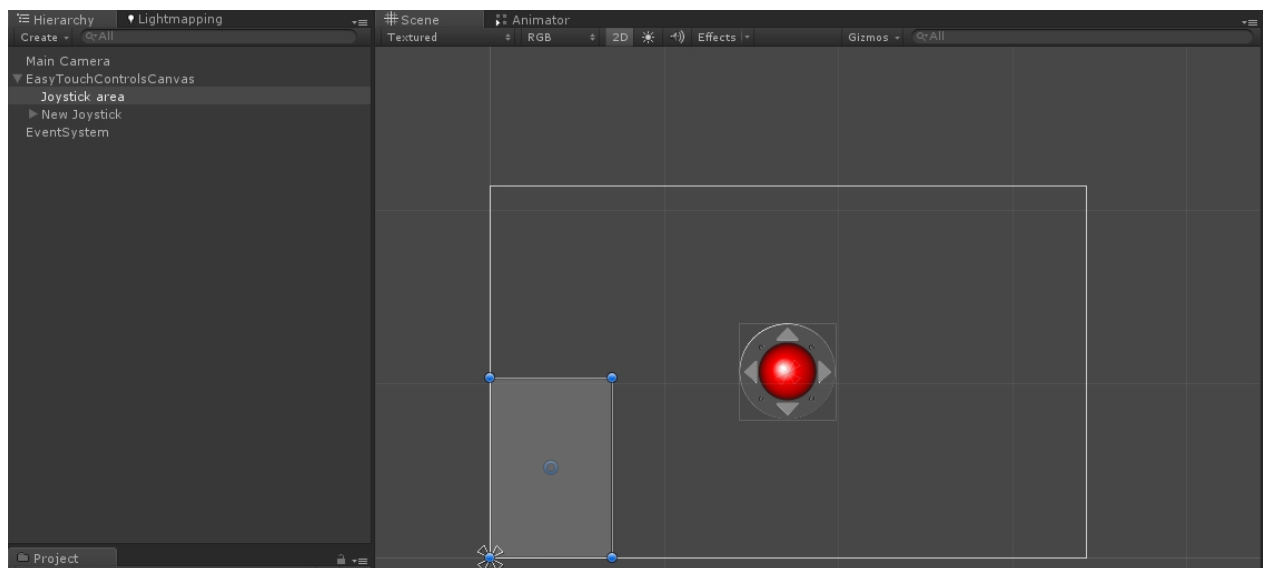 Hierarchy Lightmapping
Create All
Main Camera
EasyTouchControlsCanvas
Joystick area
New Joystick
EventSystem
Project
Scene Animator
Textured RGB 2D Effects Gizmos All